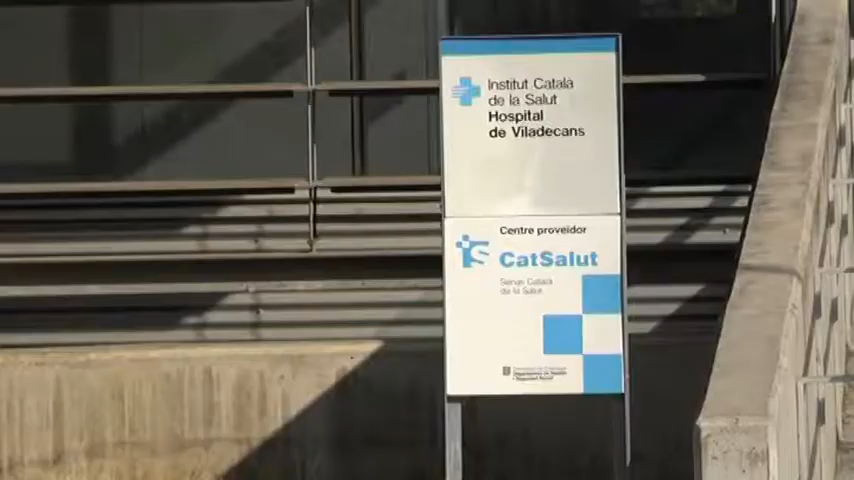 Institut Català
de la Salut
Hospital
de Viladecans
Centre proveïdor
CatSalut
Servei Català
de la Salut